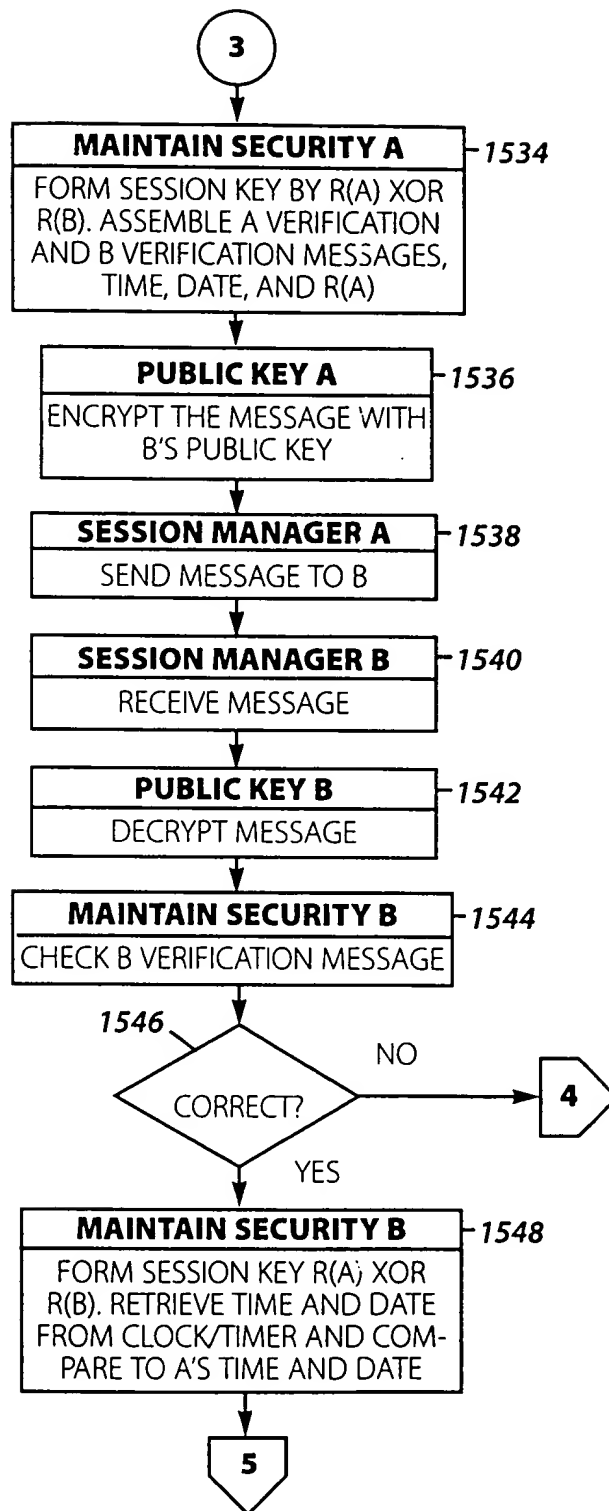 3
MAINTAIN SECURITY A
1534
FORM SESSION KEY BY R(A) XOR
R(B). ASSEMBLE A VERIFICATION
AND B VERIFICATION MESSAGES,
TIME, DATE, AND R(A)
PUBLIC KEY A
1536
ENCRYPT THE MESSAGE WITH
B'S PUBLIC KEY
SESSION MANAGER A
1538
SEND MESSAGE TO B
SESSION MANAGER B
1540
RECEIVE MESSAGE
PUBLIC KEY B
1542
DECRYPT MESSAGE
MAINTAIN SECURITY B
1544
CHECK B VERIFICATION MESSAGE
1546
CORRECT?
NO
4
YES
MAINTAIN SECURITY B
1548
FORM SESSION KEY R(A) XOR
R(B). RETRIEVE TIME AND DATE
FROM CLOCK/TIMER AND COM-
PARE TO A'S TIME AND DATE
5